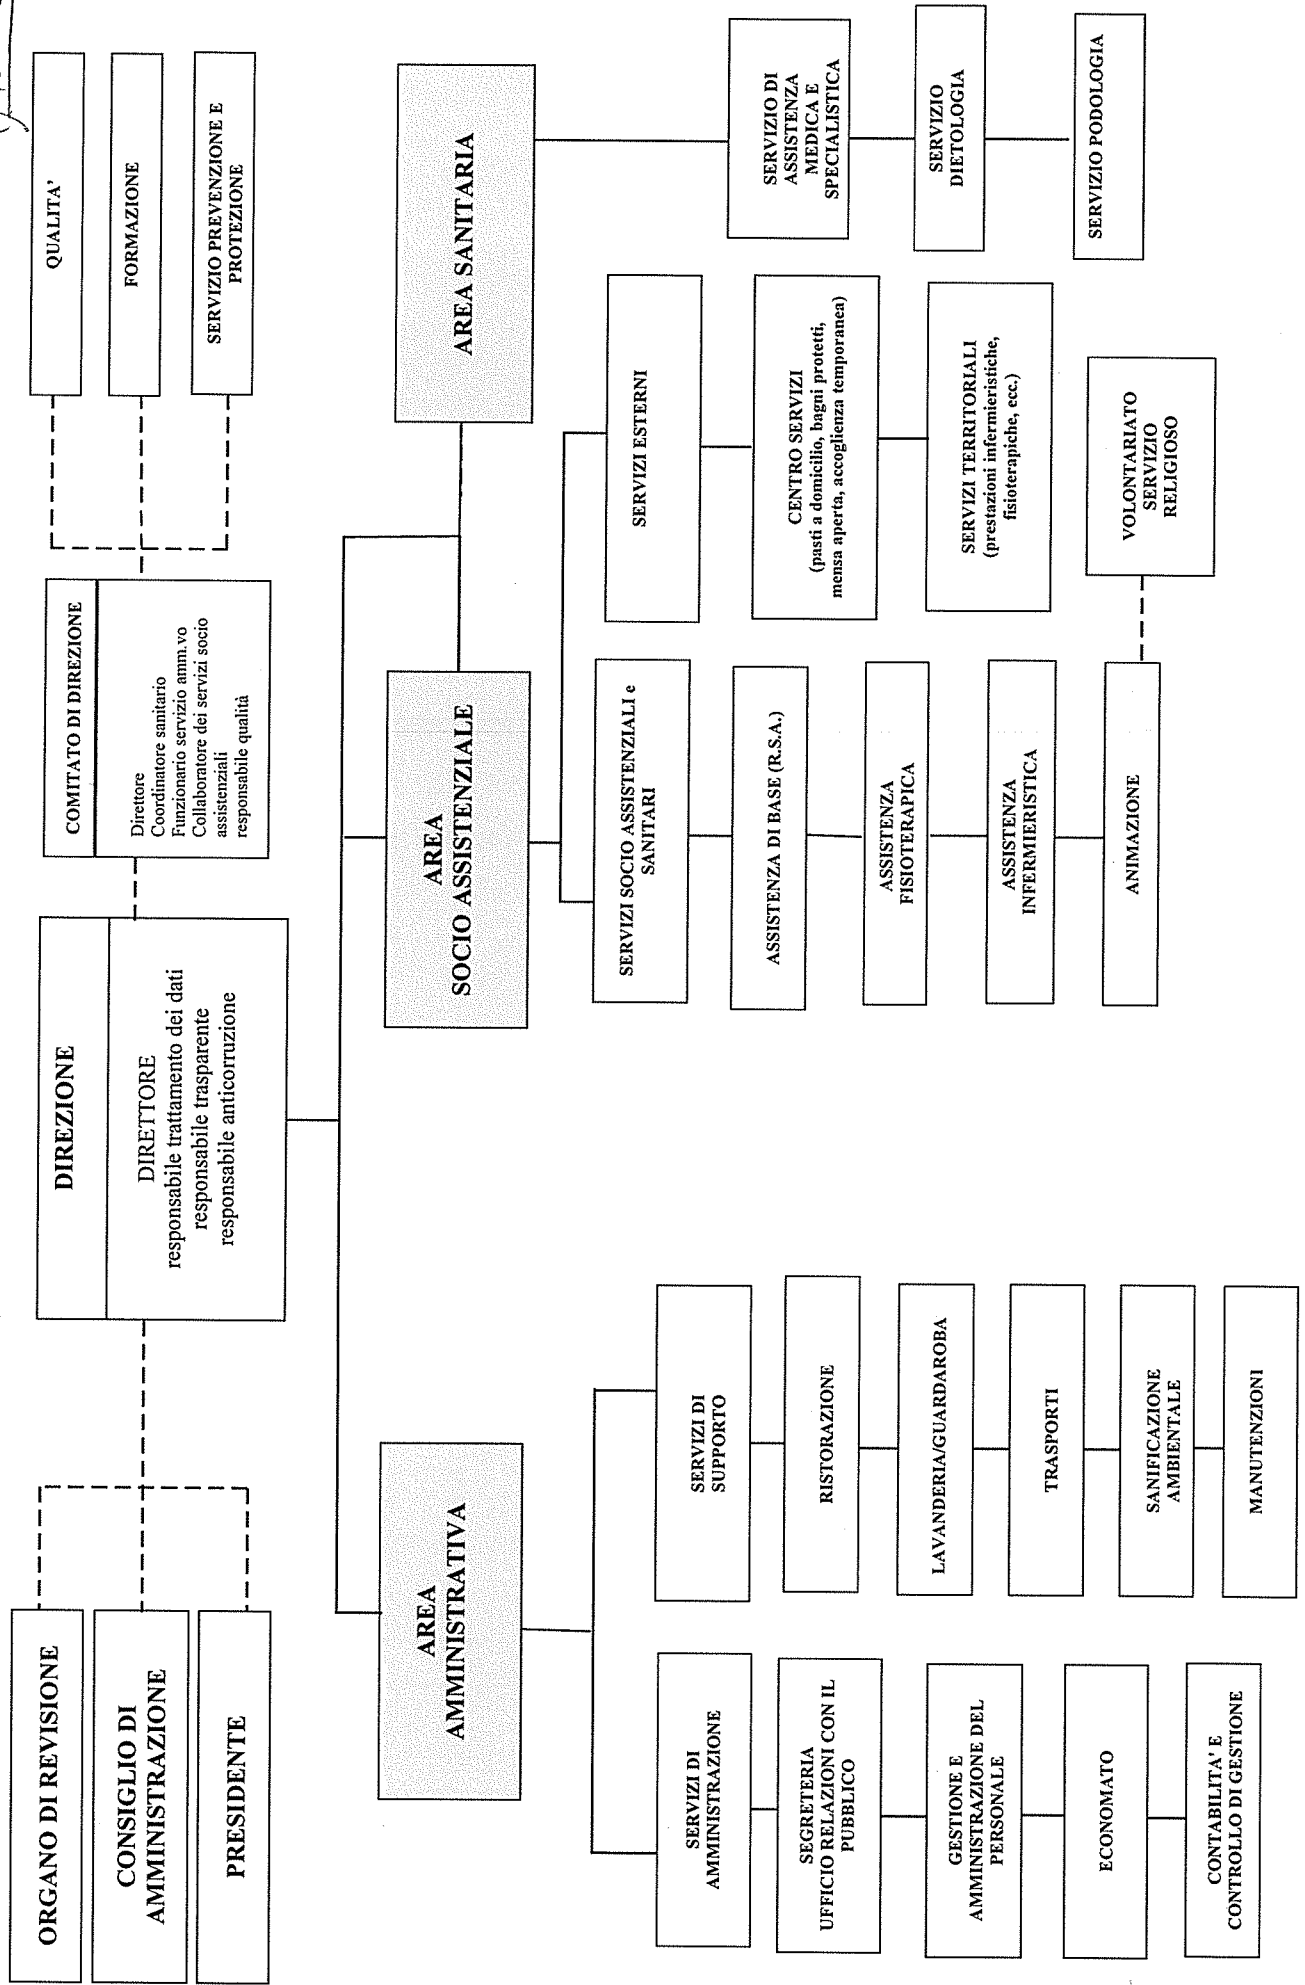 ORGANO DI REVISIONE
CONSIGLIO DI
AMMINISTRAZIONE
PRESIDENTE
DIREZIONE
DIRETTORE
responsabile trattamento dei dati
responsabile trasparente
responsabile anticorruzione
COMITATO DI DIREZIONE
Direttore
Coordinatore sanitario
Funzionario servizio amm.vo
Collaboratore dei servizi socio
assistenziali
responsabile qualità
QUALITA'
FORMAZIONE
SERVIZIO PREVENZIONE E
PROTEZIONE
AREA
AMMINISTRATIVA
AREA
SOCIO ASSISTENZIALE
AREA SANITARIA
SERVIZI DI
AMMINISTRAZIONE
SEGRETERIA
UFFICIO RELAZIONI CON IL
PUBBLICO
GESTIONE E
AMMINISTRAZIONE DEL
PERSONALE
ECONOMATO
CONTABILITA' E
CONTROLLO DI GESTIONE
SERVIZI DI
SUPPORTO
RISTORAZIONE
LAVANDERIA/GUARDAROBA
TRASPORTI
SANIFICAZIONE
AMBIENTALE
MANUTENZIONI
SERVIZI SOCIO ASSISTENZIALI e
SANITARI
ASSISTENZA DI BASE (R.S.A.)
ASSISTENZA
FISIOTERAPICA
ASSISTENZA
INFERMIERISTICA
ANIMAZIONE
SERVIZI ESTERNI
CENTRO SERVIZI
(pasti a domicilio, bagni protetti,
mensa aperta, accoglienza temporanea)
SERVIZI TERRITORIALI
(prestazioni infermieristiche,
fisioterapiche, ecc.)
VOLONTARIATO
SERVIZIO
RELIGIOSO
SERVIZIO DI
ASSISTENZA
MEDICA E
SPECIALISTICA
SERVIZIO
DIETOLOGIA
SERVIZIO PODOLOGIA